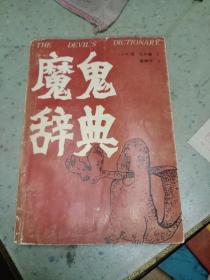 THE DEVIL'S DICTIONARY
魔鬼
辞典